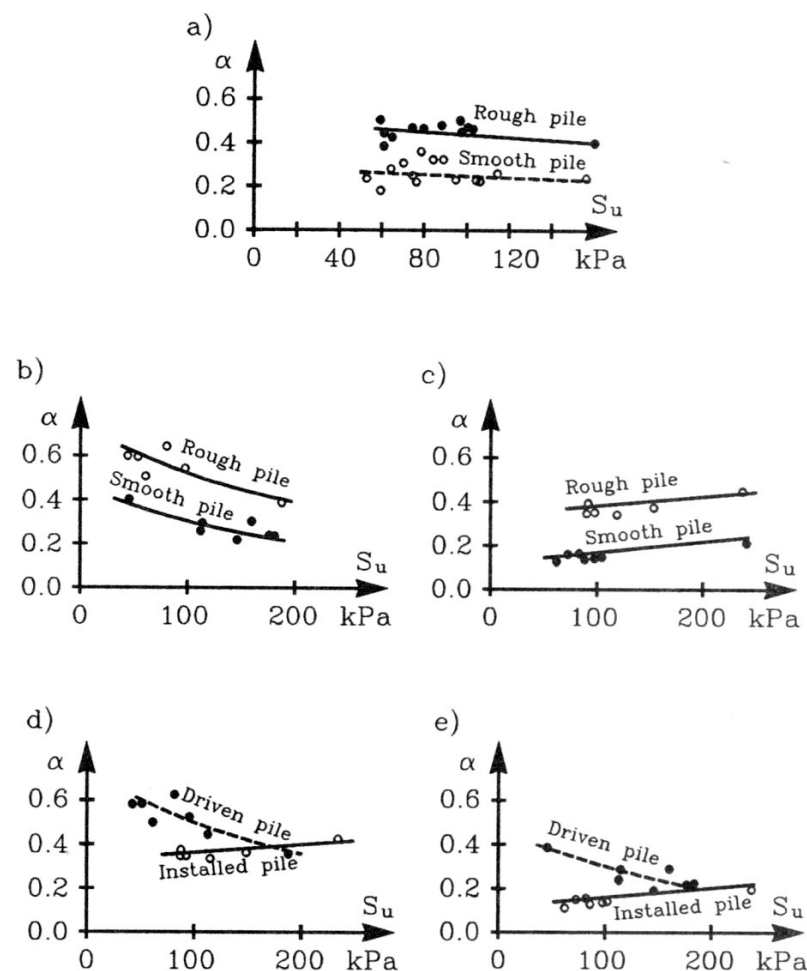 a)
α
0.6
Rough pile
0.4
Smooth pile
0.2
Su
0.0
0 40 80 120 kPa
b)
α
0.6
Rough pile
0.4
Smooth pile
0.2
Su
0.0
0 100 200 kPa
c)
α
0.6
Rough pile
0.4
Smooth pile
0.2
Su
0.0
0 100 200 kPa
d)
α
0.6
Driven pile
0.4
Installed pile
0.2
Su
0.0
0 100 200 kPa
e)
α
0.6
Driven pile
0.4
0.2
Installed pile
Su
0.0
0 100 200 kPa